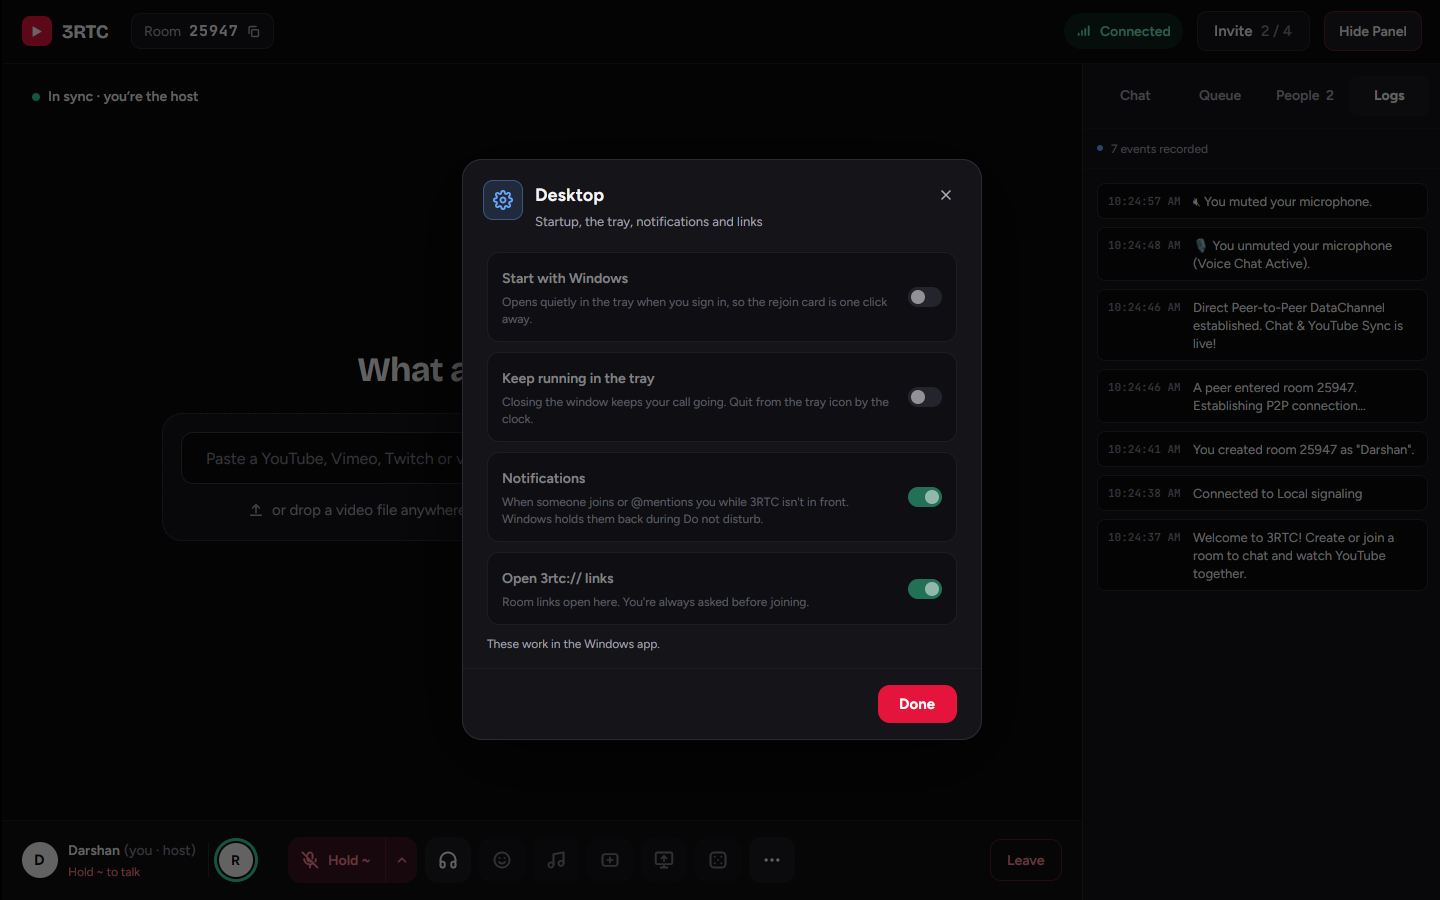 3RTC
Room 25947
Connected
Invite 2 / 4
Hide Panel
In sync · you're the host
Chat
Queue
People 2
Logs
7 events recorded
10:24:57 AM You muted your microphone.
10:24:48 AM You unmuted your microphone
(Voice Chat Active).
10:24:46 AM Direct Peer-to-Peer DataChannel
established. Chat & YouTube Sync is
live!
10:24:46 AM A peer entered room 25947.
Establishing P2P connection...
10:24:41 AM You created room 25947 as "Darshan".
10:24:38 AM Connected to Local signaling
10:24:37 AM Welcome to 3RTC! Create or join a
room to chat and watch YouTube
together.
What
Paste a YouTube, Vimeo, Twitch or
or drop a video file anywhere
Desktop
Startup, the tray, notifications and links
Start with Windows
Opens quietly in the tray when you sign in, so the rejoin card is one click
away.
Keep running in the tray
Closing the window keeps your call going. Quit from the tray icon by the
clock.
Notifications
When someone joins or @mentions you while 3RTC isn't in front.
Windows holds them back during Do not disturb.
Open 3rtc:// links
Room links open here. You're always asked before joining.
These work in the Windows app.
Done
D
Darshan (you · host)
Hold ~ to talk
R
Hold ~
Leave